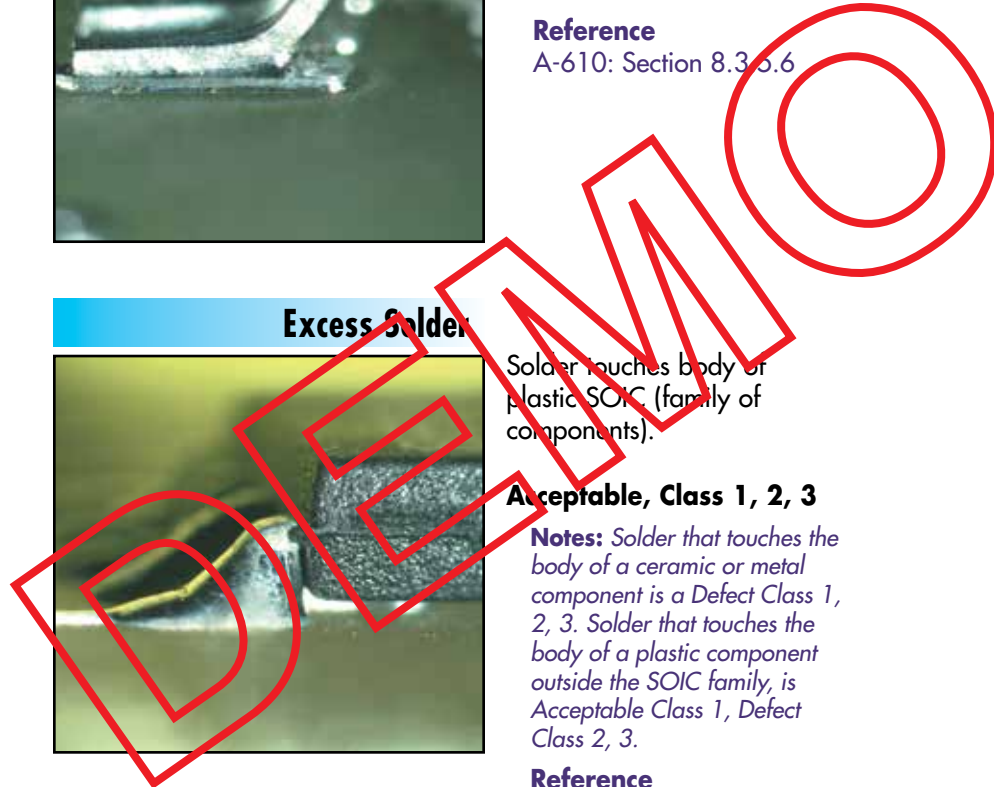 Reference
A-610: Section 8.3.5.6
Excess Solder
Solder touches body of
plastic SOIC (family of
components).
Acceptable, Class 1, 2, 3
Notes: Solder that touches the
body of a ceramic or metal
component is a Defect Class 1,
2, 3. Solder that touches the
body of a plastic component
outside the SOIC family, is
Acceptable Class 1, Defect
Class 2, 3.
Reference
DEMO